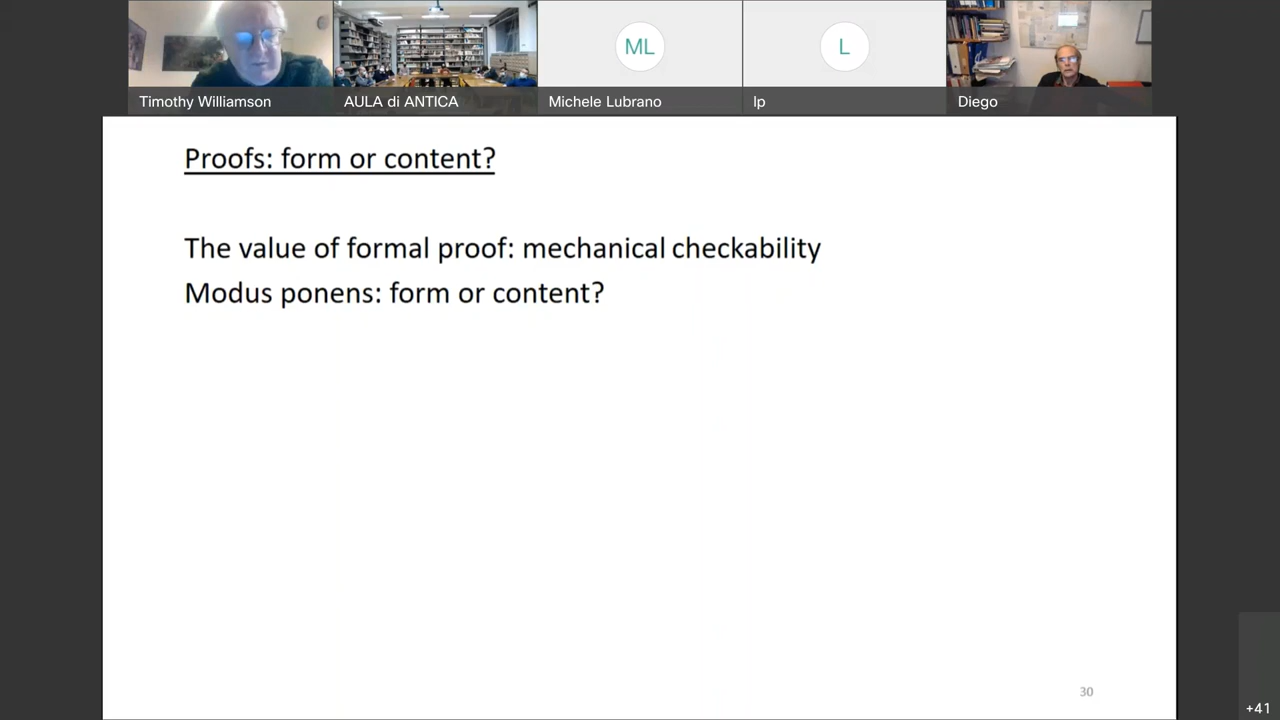 ML
L
Timothy Williamson
AULA di ANTICA
Michele Lubrano
lp
Diego
Proofs: form or content?
The value of formal proof: mechanical checkability
Modus ponens: form or content?
30
+41